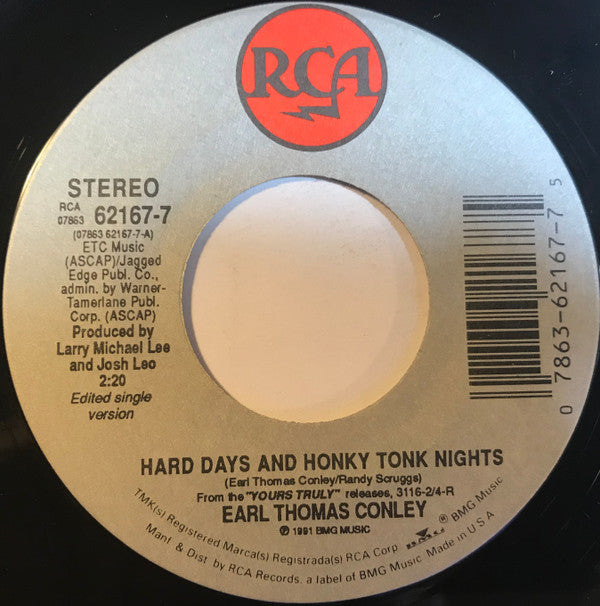 RCA
STEREO
RCA
07863 62167-7
(07863 62167-7-A)
ETC Music
(ASCAP)/Jagged
Edge Publ. Co.,
admin. by Warner-
Tamerlane Publ.
Corp. (ASCAP)
Produced by
Larry Michael Lee
and Josh Leo
2:20
Edited single
version
0 7863-62167-7 5
HARD DAYS AND HONKY TONK NIGHTS
(Earl Thomas Conley/Randy Scruggs)
From the "YOURS TRULY" releases, 3116-2/4-R
EARL THOMAS CONLEY
℗ 1991 BMG MUSIC
TMK(s) Registered Marca(s) Registrada(s) RCA Corp BMG ® BMG Music
Mant & Dist by RCA Records. a label of BMG Music Made in U.S.A